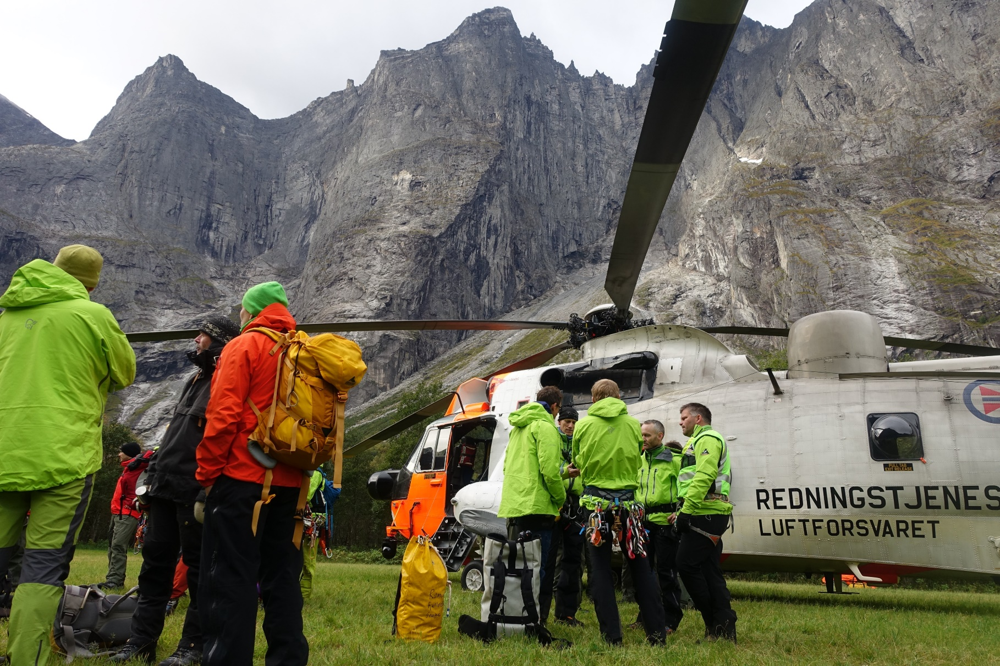 PULL TAB
EXIT RELEASE
REDNINGSTJENES
LUFTFORSVARET